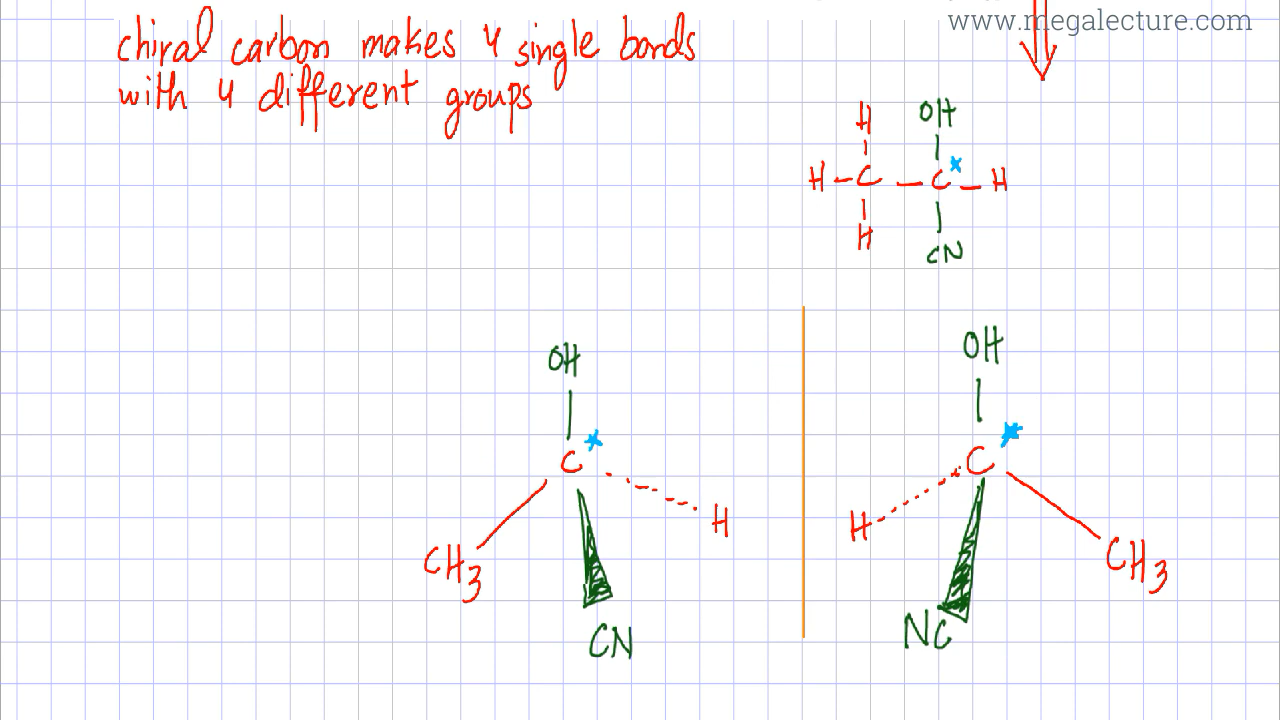 www.megalecture.com
chiral carbon makes 4 single bonds
with 4 different groups
H OH
H - C - C* - H
H CN
OH OH
C* C*
H H
CH3 CH3
CN NC